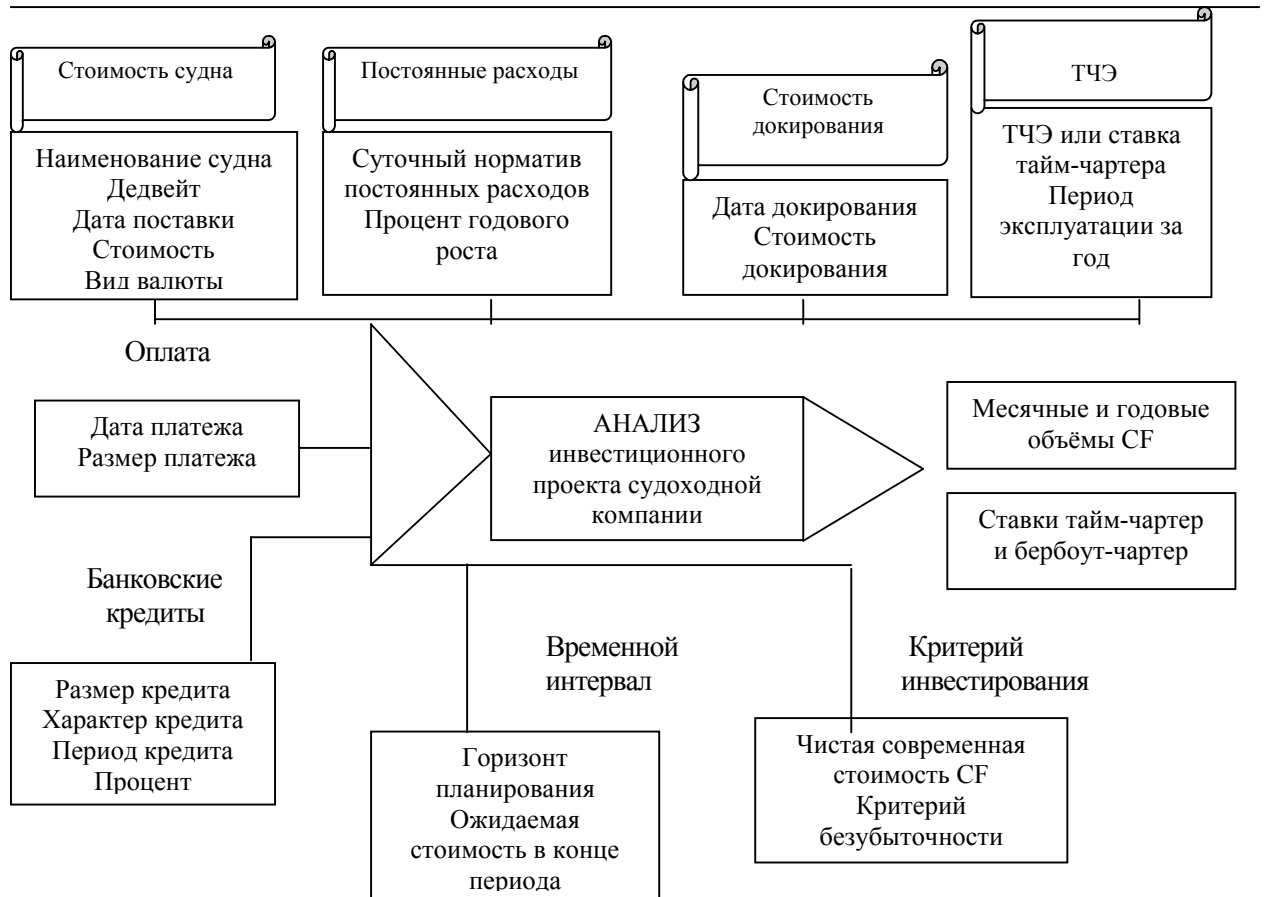 Стоимость судна
Наименование судна
Дедвейт
Дата поставки
Стоимость
Вид валюты
Постоянные расходы
Суточный норматив
постоянных расходов
Процент годового
роста
Стоимость
докирования
Дата докирования
Стоимость
докирования
ТЧЭ
ТЧЭ или ставка
тайм-чартера
Период
эксплуатации за
год
Оплата
Дата платежа
Размер платежа
АНАЛИЗ
инвестиционного
проекта судоходной
компании
Месячные и годовые
объёмы CF
Ставки тайм-чартер
и бербоут-чартер
Банковские
кредиты
Размер кредита
Характер кредита
Период кредита
Процент
Временной
интервал
Горизонт
планирования
Ожидаемая
стоимость в конце
периода
Критерий
инвестирования
Чистая современная
стоимость CF
Критерий
безубыточности